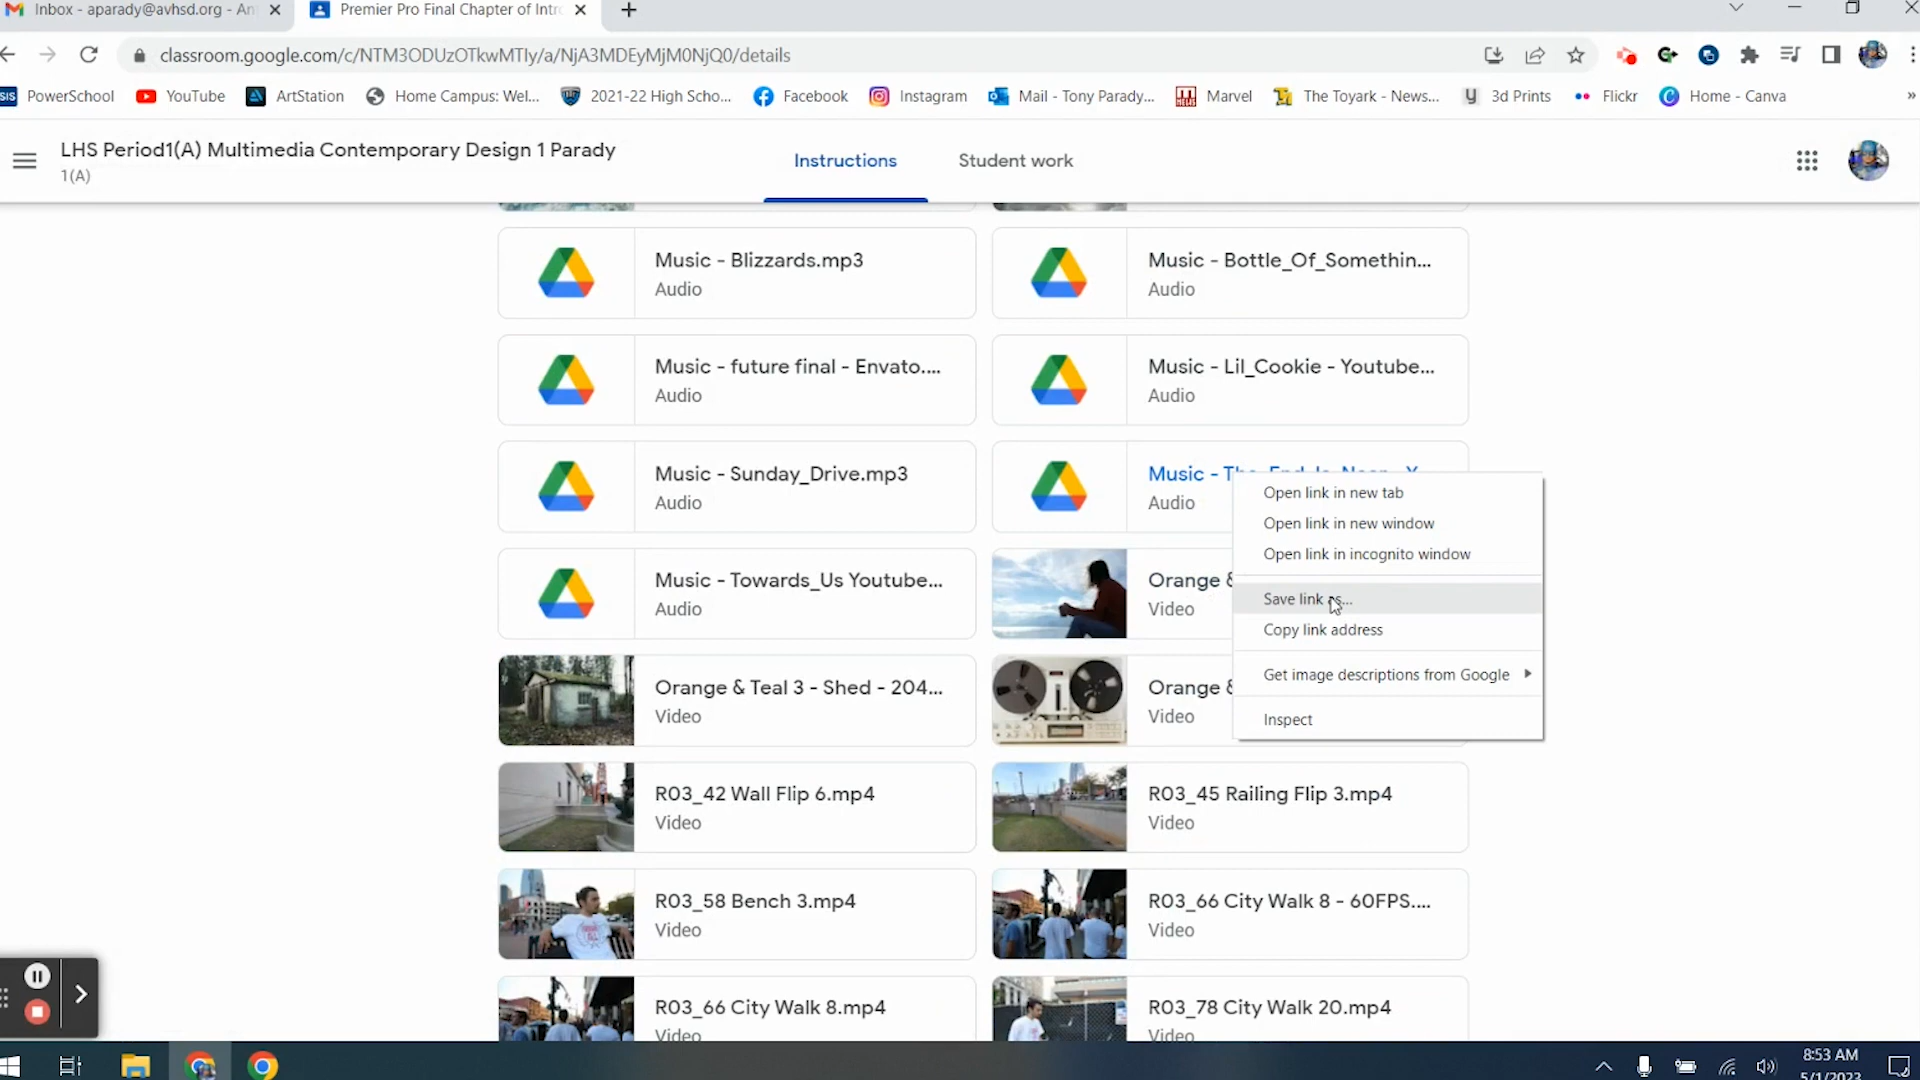 Inbox - aparady@avhsd.org - An
Premier Pro Final Chapter of Intr
classroom.google.com/c/NTM3ODUzOTkwMTIy/a/NjA3MDEyMjM0NjQ0/details
SIS PowerSchool
YouTube
ArtStation
Home Campus: Wel...
2021-22 High Scho...
Facebook
Instagram
Mail - Tony Parady...
Marvel
The Toyark - News...
3d Prints
Flickr
Home - Canva
»
LHS Period1(A) Multimedia Contemporary Design 1 Parady
1(A)
Instructions
Student work
Music - Blizzards.mp3
Audio
Music - Bottle_Of_Somethin...
Audio
Music - future final - Envato....
Audio
Music - Lil_Cookie - Youtube...
Audio
Music - Sunday_Drive.mp3
Audio
Music - The_End_Is_Near - Y
Audio
Music - Towards_Us Youtube...
Audio
Orange &
Video
Orange & Teal 3 - Shed - 204...
Video
Orange &
Video
R03_42 Wall Flip 6.mp4
Video
R03_45 Railing Flip 3.mp4
Video
R03_58 Bench 3.mp4
Video
R03_66 City Walk 8 - 60FPS....
Video
R03_66 City Walk 8.mp4
Video
R03_78 City Walk 20.mp4
Video
Open link in new tab
Open link in new window
Open link in incognito window
Save link as...
Copy link address
Get image descriptions from Google
Inspect
8:53 AM
5/1/2023